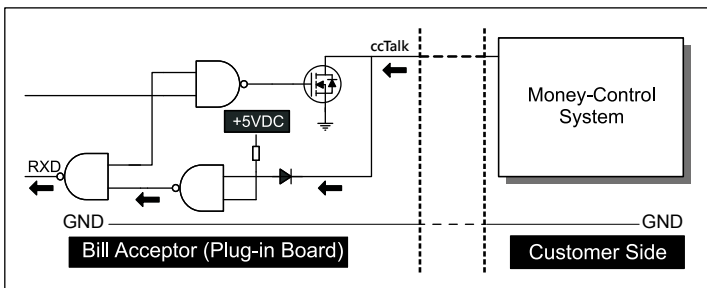 ccTalk
+5VDC
Money-Control
System
RXD
GND
GND
Bill Acceptor (Plug-in Board)
Customer Side